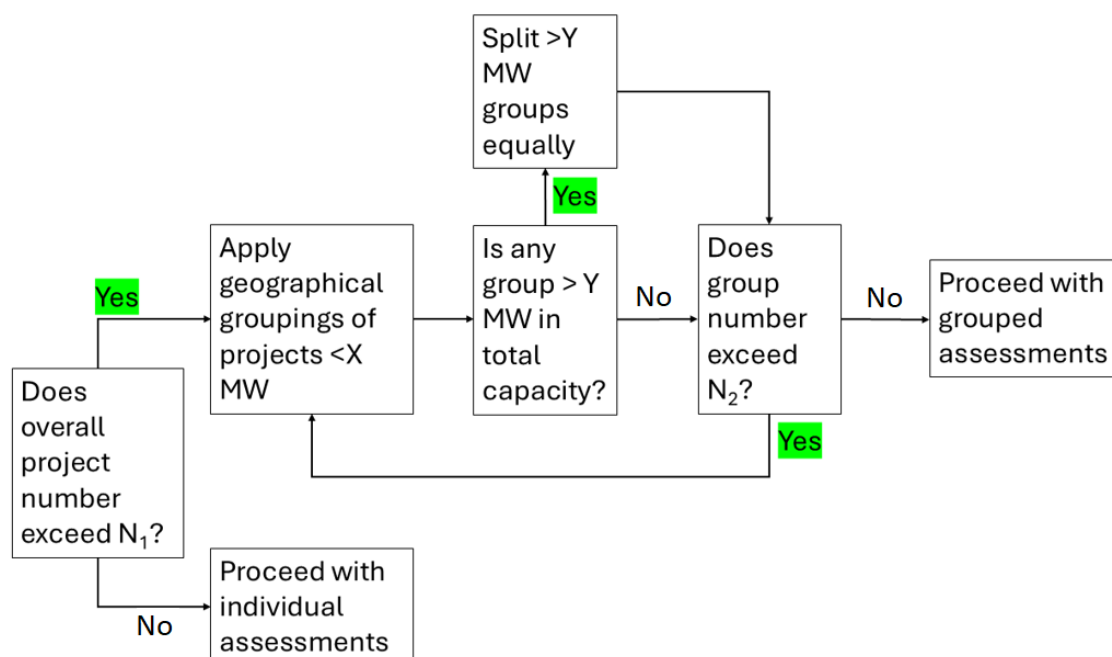 Split >Y
MW
groups
equally
Yes
Apply
geographical
groupings of
projects <X
MW
Is any
group > Y
MW in
total
capacity?
No
Does
group
number
exceed
N₂?
No
Proceed with
grouped
assessments
Yes
Does
overall
project
number
exceed N₁?
Yes
No
Proceed with
individual
assessments